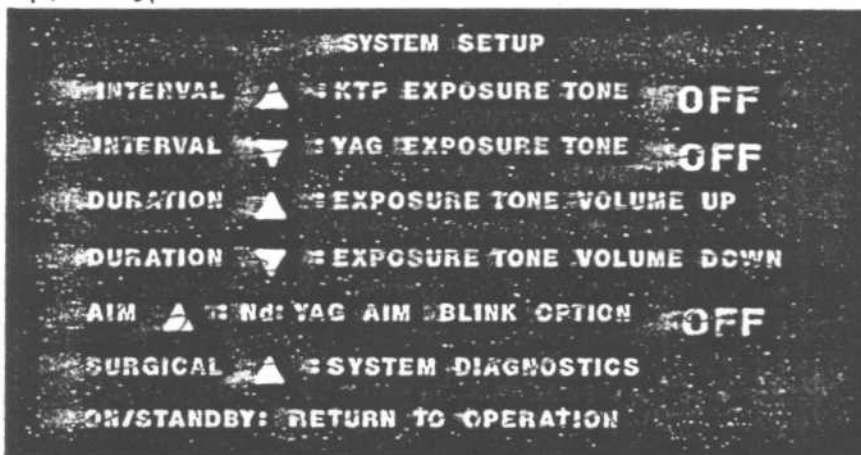 SYSTEM SETUP
INTERVAL ▲ = KTP EXPOSURE TONE OFF
INTERVAL ▼ = YAG EXPOSURE TONE OFF
DURATION ▲ = EXPOSURE TONE VOLUME UP
DURATION ▼ = EXPOSURE TONE VOLUME DOWN
AIM ▲ = Nd: YAG AIM BLINK OPTION OFF
SURGICAL ▲ = SYSTEM DIAGNOSTICS
ON/STANDBY: RETURN TO OPERATION